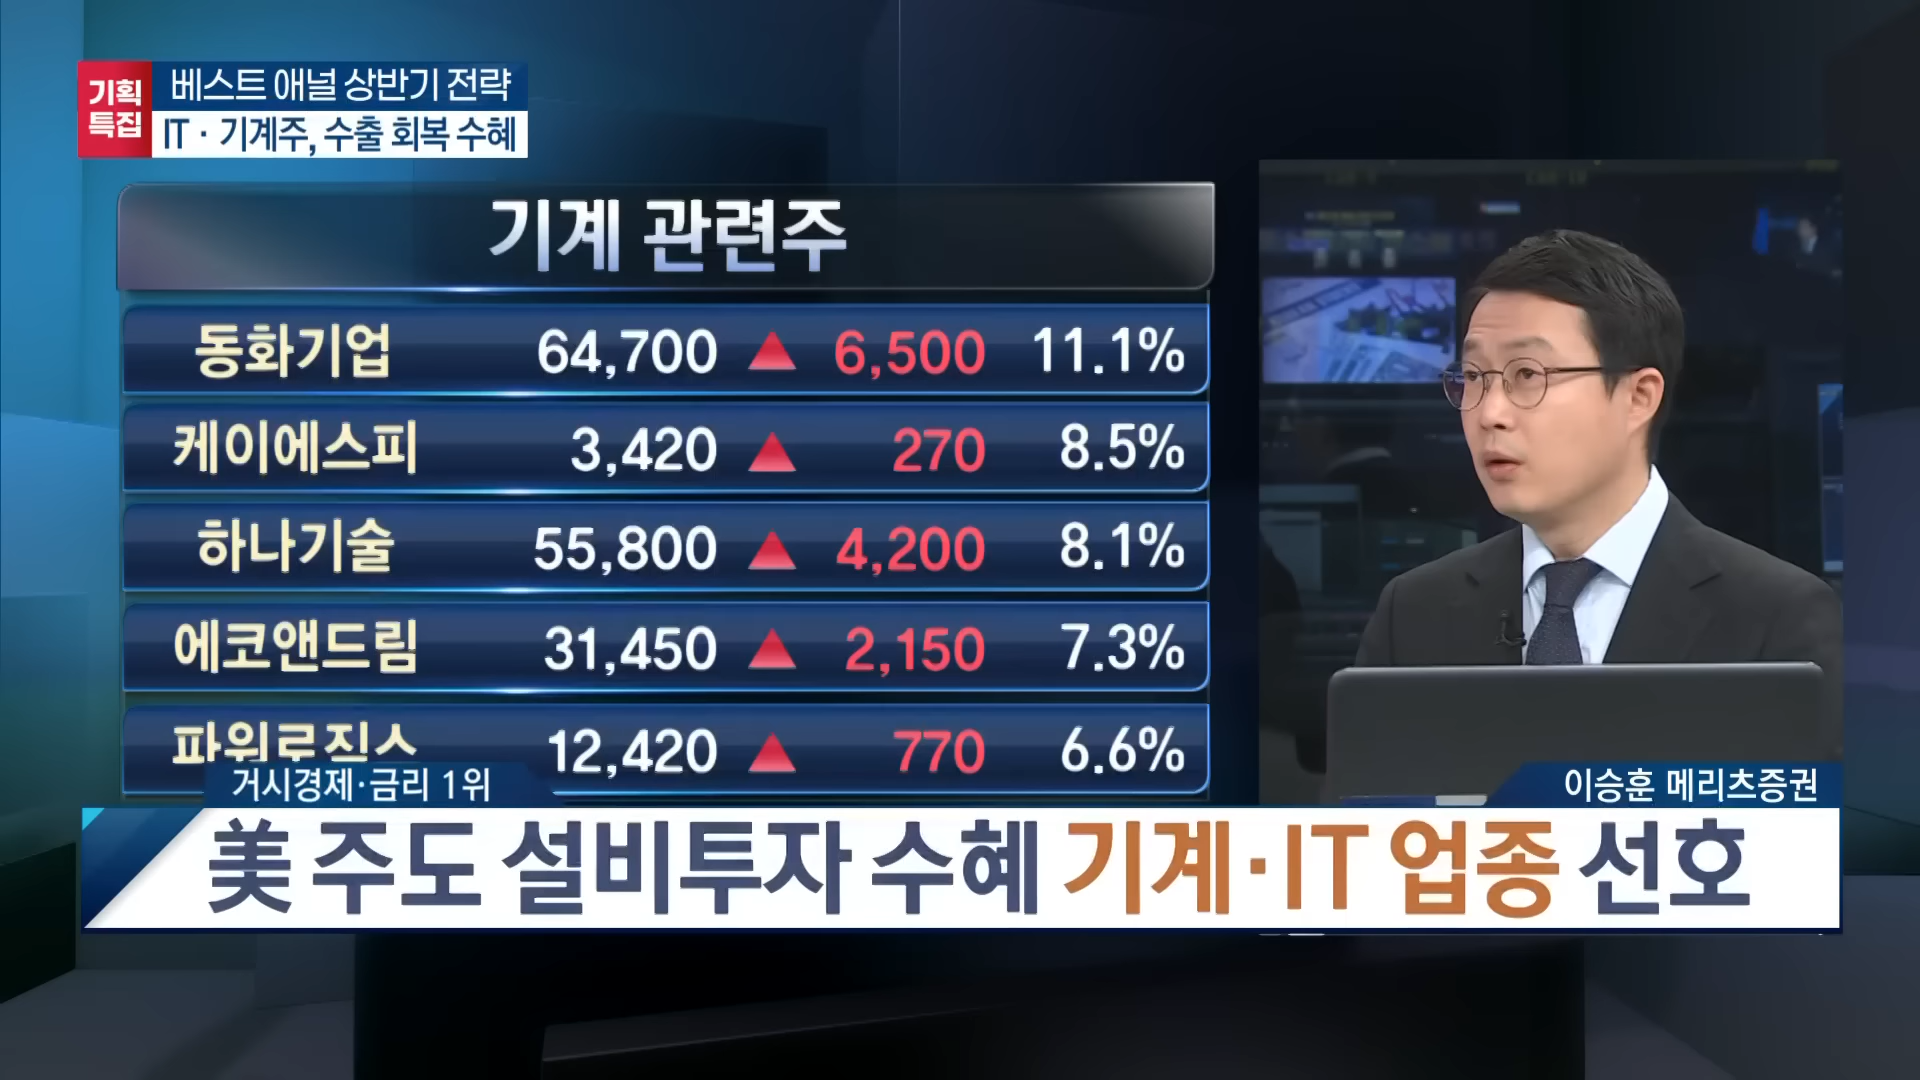 기획
특집
베스트 애널 상반기 전략
IT · 기계주, 수출 회복 수혜
기계 관련주
동화기업 64,700 ▲ 6,500 11.1%
케이에스피 3,420 ▲ 270 8.5%
하나기술 55,800 ▲ 4,200 8.1%
에코앤드림 31,450 ▲ 2,150 7.3%
파워로직스 12,420 ▲ 770 6.6%
거시경제·금리 1위
이승훈 메리츠증권
美 주도 설비투자 수혜 기계·IT 업종 선호